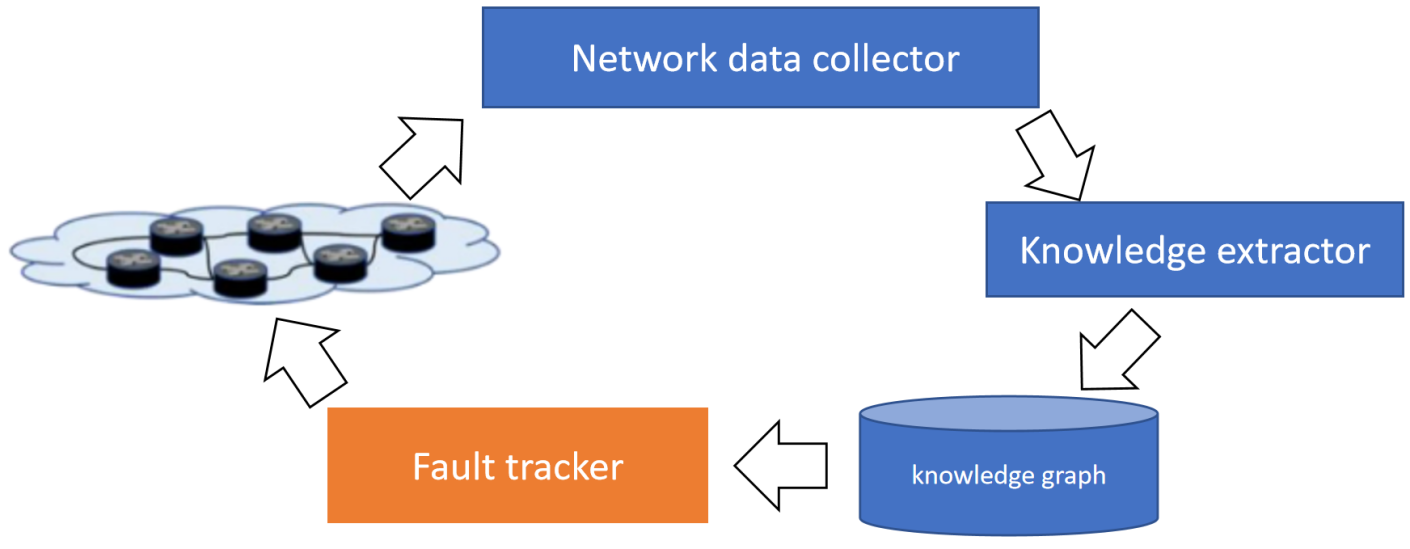 Network data collector
Knowledge extractor
knowledge graph
Fault tracker